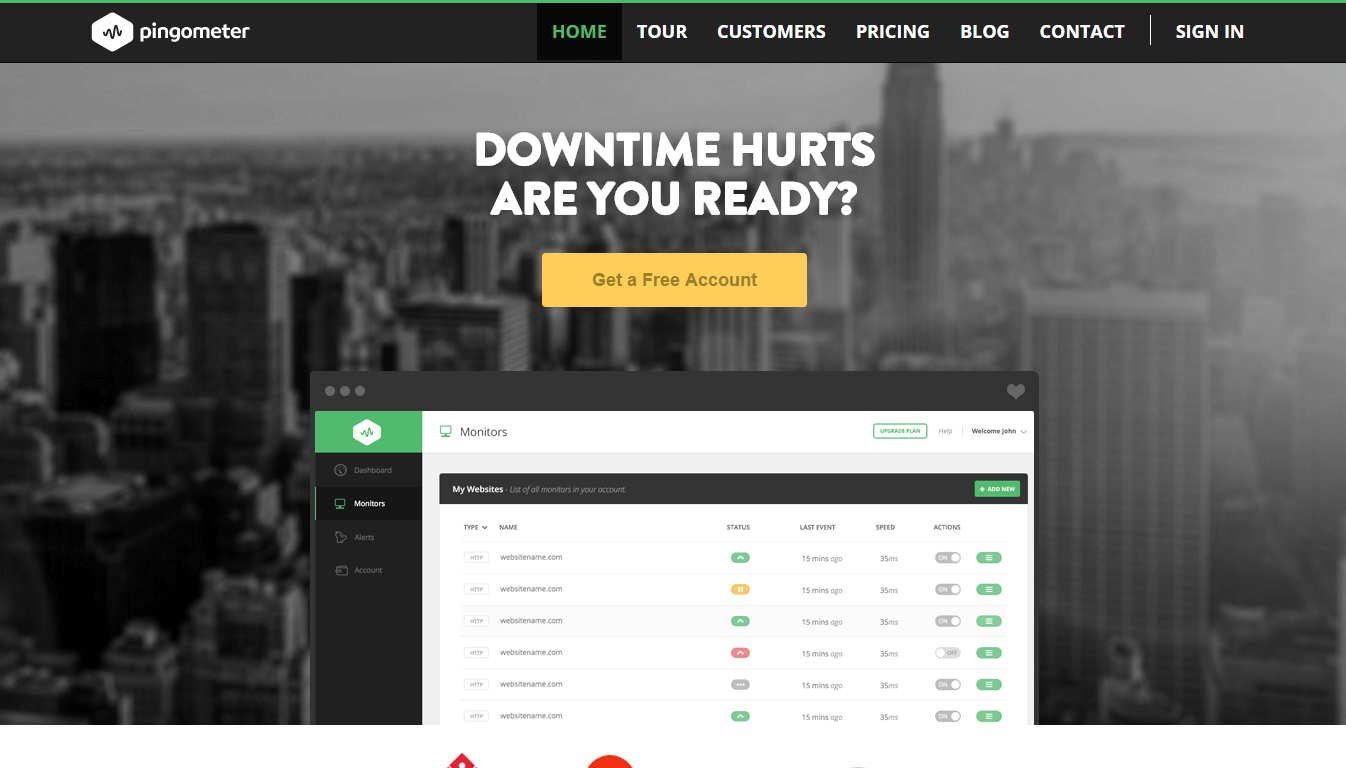 pingometer
HOME TOUR CUSTOMERS PRICING BLOG CONTACT SIGN IN
DOWNTIME HURTS
ARE YOU READY?
Get a Free Account
Monitors UPGRADE PLAN Help Welcome John
Dashboard
Monitors
Alerts
Account
My Websites - List of all monitors in your account. + ADD NEW
TYPE NAME STATUS LAST EVENT SPEED ACTIONS
HTTP websitename.com 15 mins ago 35ms ON
HTTP websitename.com 15 mins ago 35ms ON
HTTP websitename.com 15 mins ago 35ms ON
HTTP websitename.com 15 mins ago 35ms OFF
HTTP websitename.com 15 mins ago 35ms ON
HTTP websitename.com 15 mins ago 35ms ON